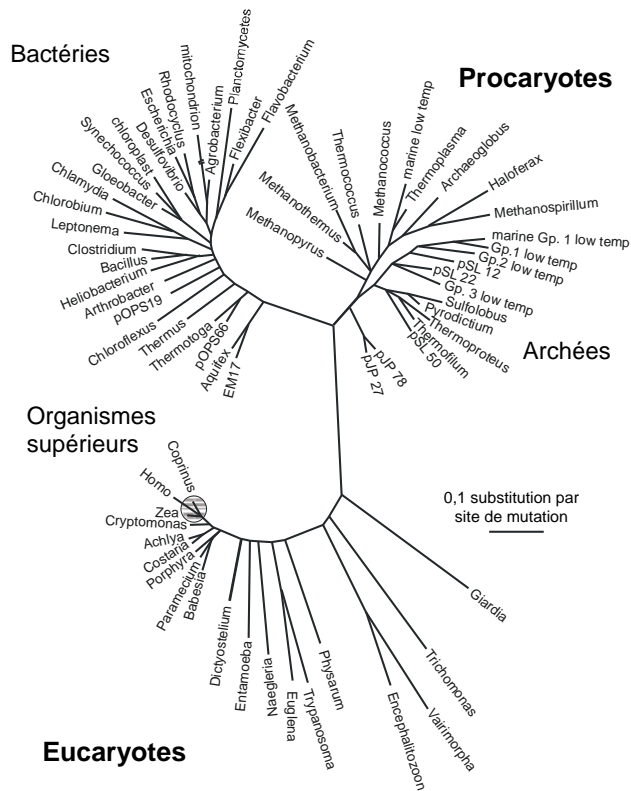 Bactéries
Procaryotes
mitochondrion
Rhodocyclus
Escherichia
Desulfovibrio
chloroplast
Synechococcus
Gloeobacter
Chlamydia
Chlorobium
Leptonema
Clostridium
Bacillus
Heliobacterium
Arthrobacter
pOPS19
Chloroflexus
Thermus
Thermotoga
pOPS66
Aquifex
EM17
Agrobacterium
Planctomycetes
Flexibacter
Flavobacterium
Methanobacterium
Methanothermus
Methanopyrus
Thermococcus
Methanococcus
marine low temp
Thermoplasma
Archaeoglobus
Haloferax
Methanospirillum
marine Gp. 1 low temp
Gp.1 low temp
Gp.2 low temp
pSL 12
pSL 22
Gp. 3 low temp
Sulfolobus
Pyrodictium
Thermoproteus
Thermofilum
pSL 50
pJP 78
pJP 27
Archées
Organismes
supérieurs
Coprinus
Homo
Zea
Cryptomonas
Achlya
Costaria
Porphyra
Paramecium
Babesia
Dictyostelium
Entamoeba
Naegleria
Euglena
Trypanosoma
Physarum
Encephalitozoon
Vairimorpha
Trichomonas
Giardia
0,1 substitution par
site de mutation
Eucaryotes